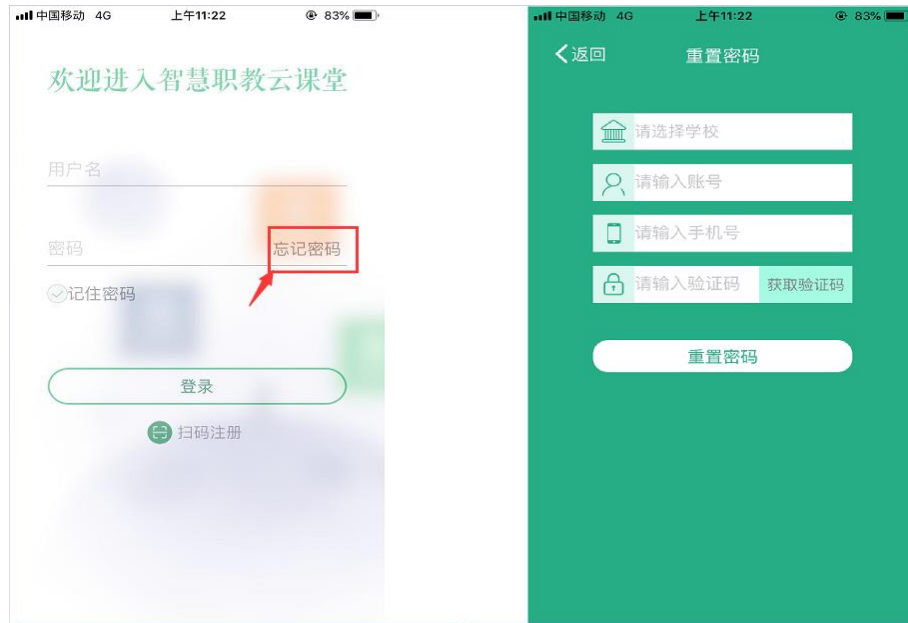 中国移动 4G 上午11:22 83%
欢迎进入智慧职教云课堂
用户名
密码 忘记密码
记住密码
登录
扫码注册
中国移动 4G 上午11:22 83%
返回 重置密码
请选择学校
请输入账号
请输入手机号
请输入验证码 获取验证码
重置密码